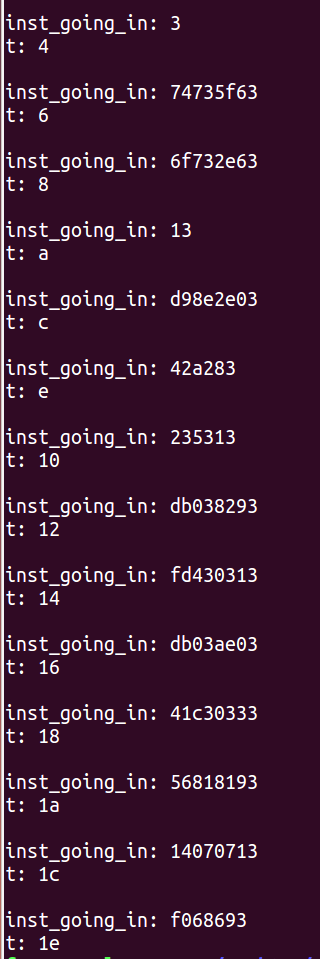 inst_going_in: 3
t: 4
inst_going_in: 74735f63
t: 6
inst_going_in: 6f732e63
t: 8
inst_going_in: 13
t: a
inst_going_in: d98e2e03
t: c
inst_going_in: 42a283
t: e
inst_going_in: 235313
t: 10
inst_going_in: db038293
t: 12
inst_going_in: fd430313
t: 14
inst_going_in: db03ae03
t: 16
inst_going_in: 41c30333
t: 18
inst_going_in: 56818193
t: 1a
inst_going_in: 14070713
t: 1c
inst_going_in: f068693
t: 1e